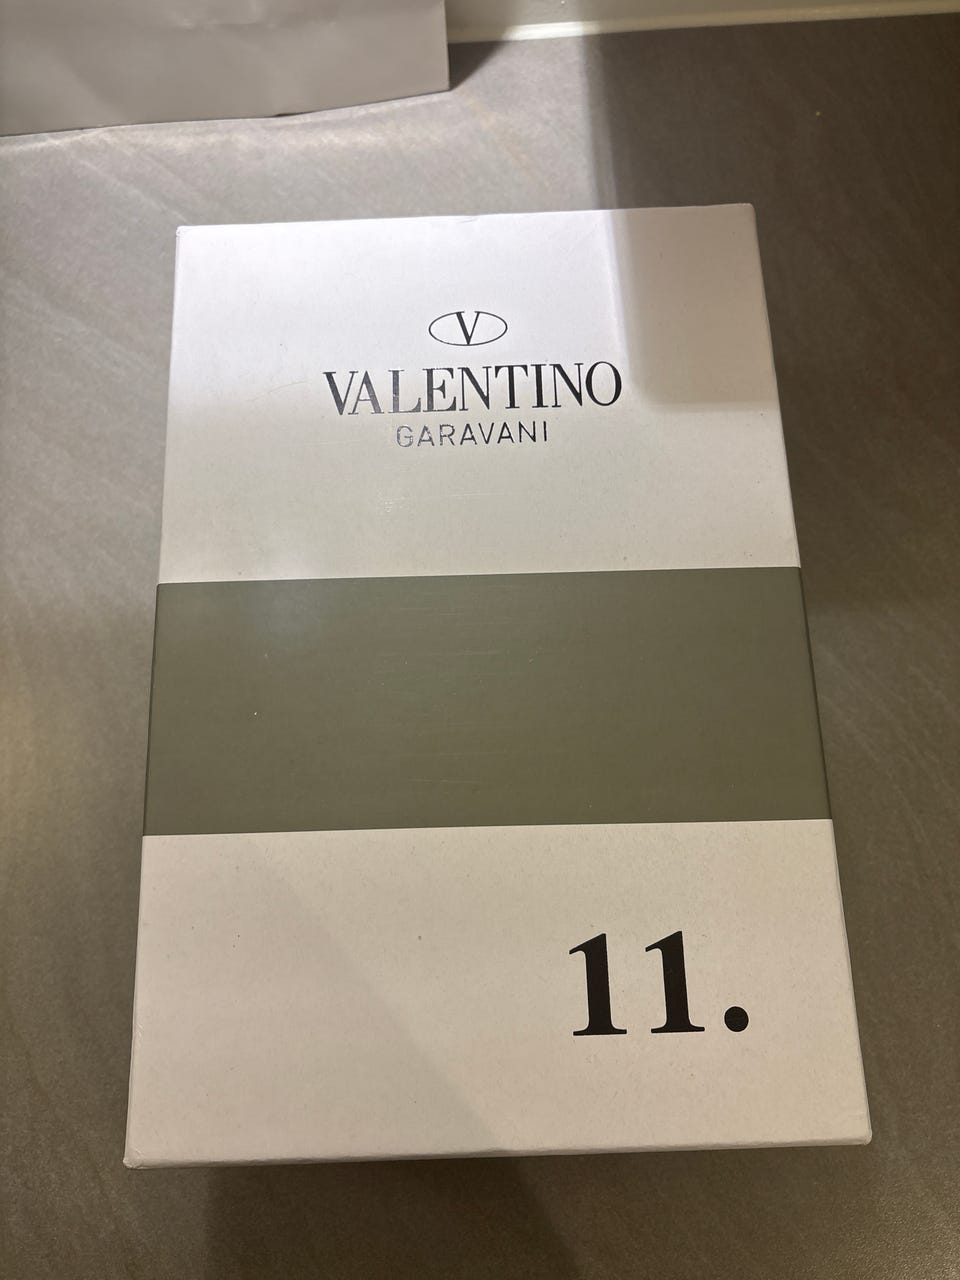 V
VALENTINO
GARAVANI
11.